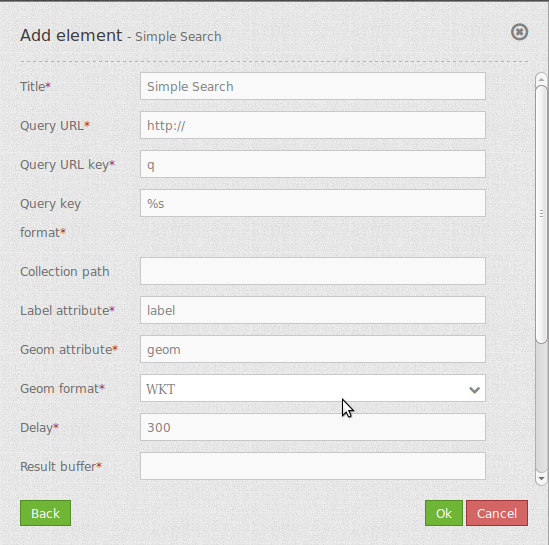 Add element - Simple Search
Title* Simple Search
Query URL* http://
Query URL key* q
Query key format* %s
Collection path
Label attribute* label
Geom attribute* geom
Geom format* WKT
Delay* 300
Result buffer*
Back Ok Cancel